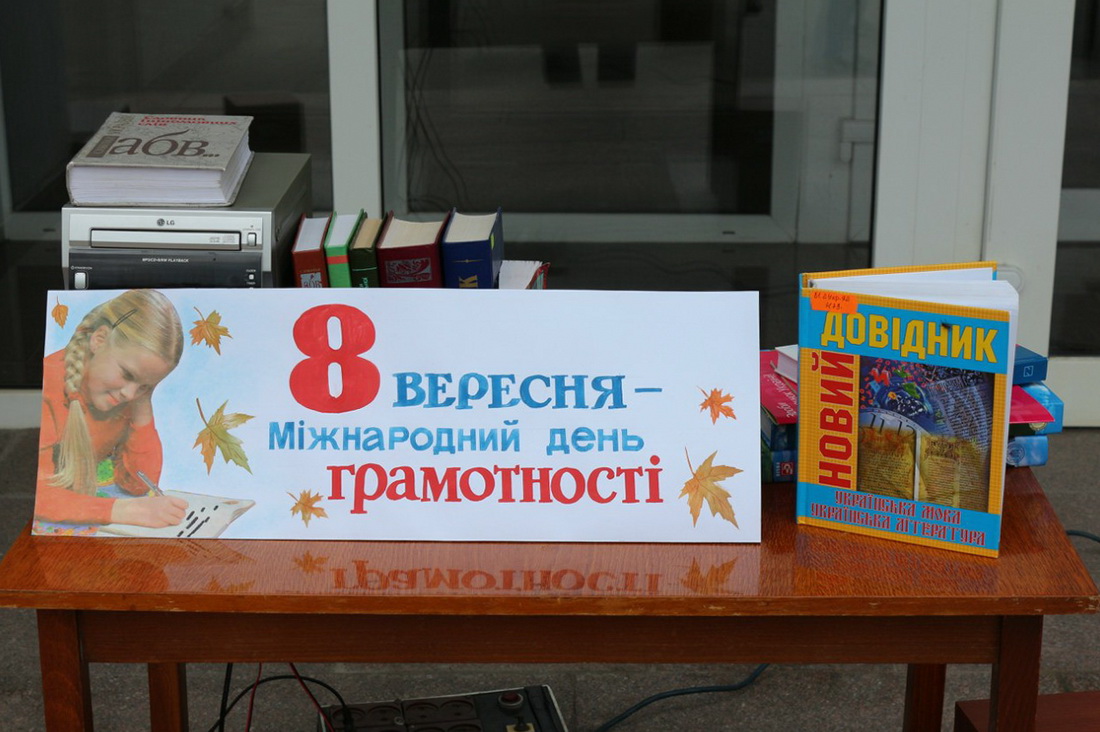 абв...
LG
8 ВЕРЕСНЯ –
Міжнародний день
грамотності
ДОВІДНИК
НОВИЙ
УКРАЇНСЬКА МОВА
УКРАЇНСЬКА ЛІТЕРАТУРА